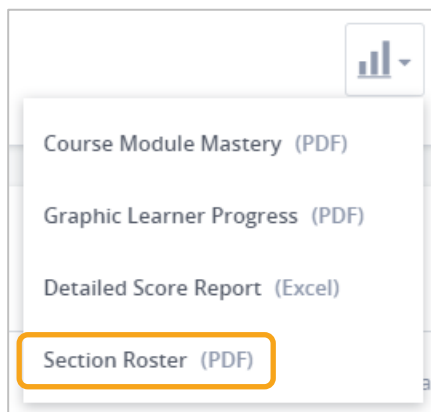 Course Module Mastery (PDF)
Graphic Learner Progress (PDF)
Detailed Score Report (Excel)
Section Roster (PDF)